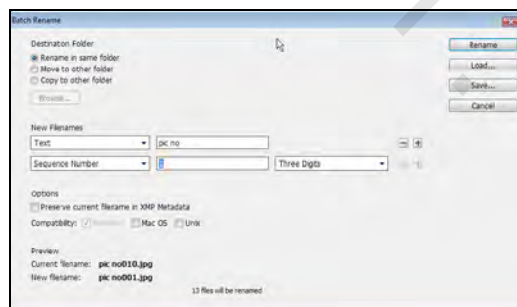 Batch Rename
Destination Folder
Rename in same folder
Move to other folder
Copy to other folder
Browse...
Rename
Load...
Save...
Cancel
New Filenames
Text pic no
Sequence Number Three Digits
Options
Preserve current filename in XMP Metadata
Compatibility: Mac OS Unix
Preview
Current filename: pic no010.jpg
New filename: pic no001.jpg
13 files will be renamed